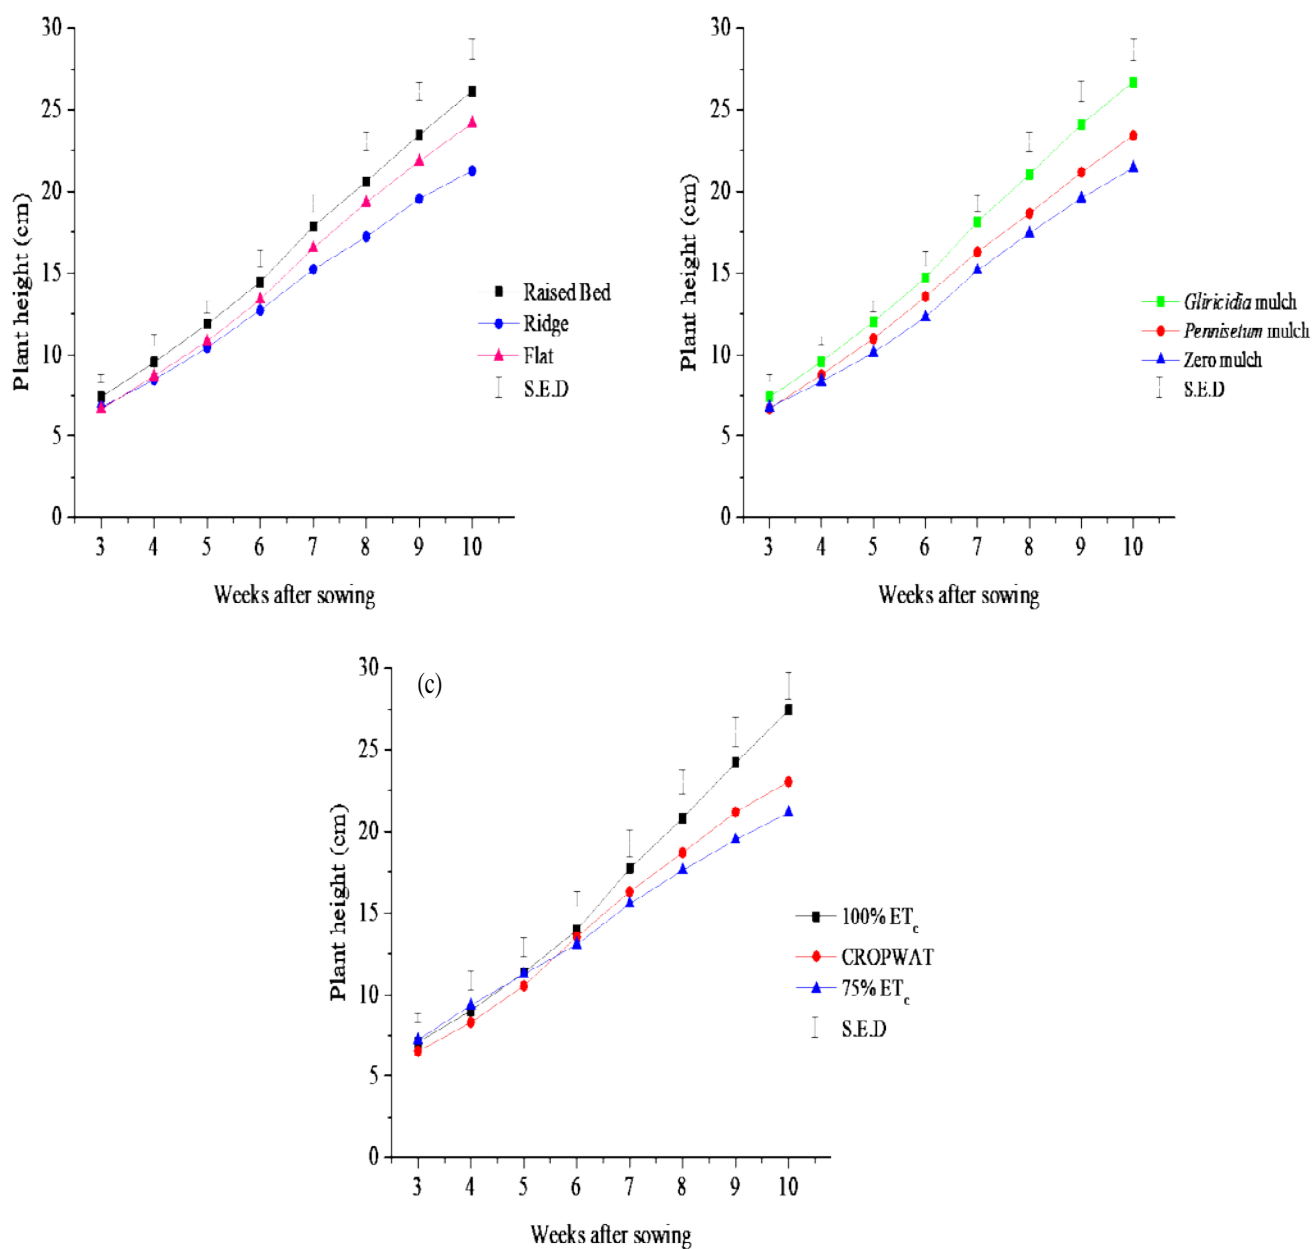 30
25
20
15
10
5
0
Plant height (cm)
3 4 5 6 7 8 9 10
Weeks after sowing
Raised Bed
Ridge
Flat
S.E.D
30
25
20
15
10
5
0
Plant height (cm)
3 4 5 6 7 8 9 10
Weeks after sowing
Gliricidia mulch
Pennisetum mulch
Zero mulch
S.E.D
(c)
30
25
20
15
10
5
0
Plant height (cm)
3 4 5 6 7 8 9 10
Weeks after sowing
100% ETc
CROPWAT
75% ETc
S.E.D